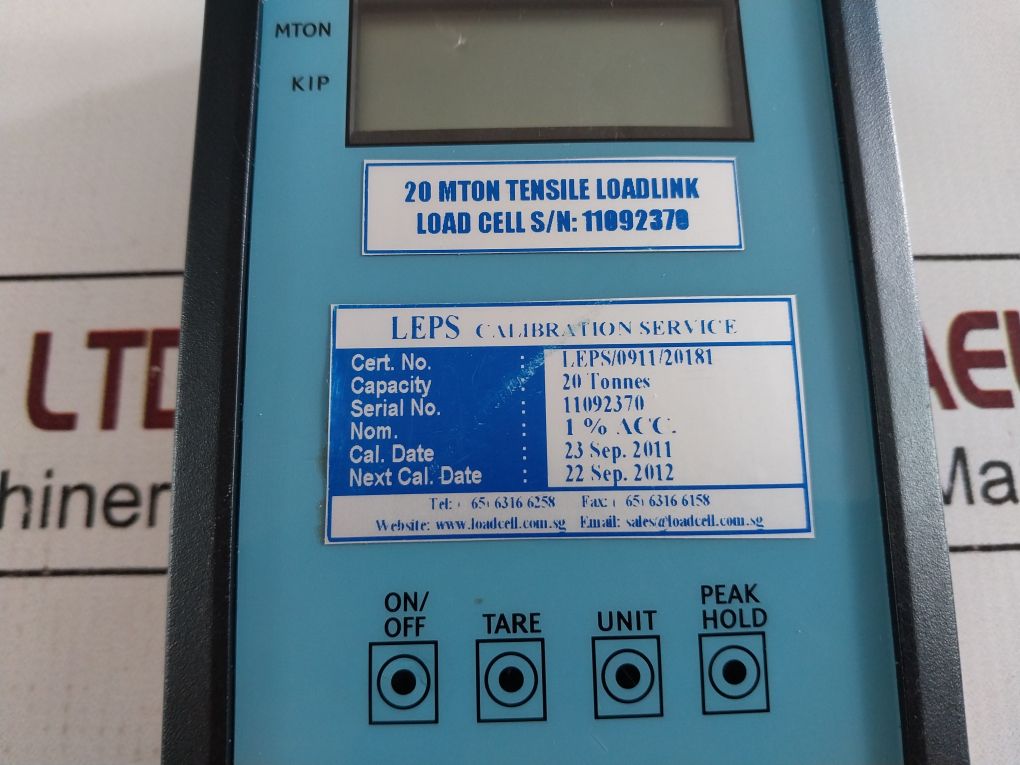 MTON
KIP
20 MTON TENSILE LOADLINK
LOAD CELL S/N: 11092370
LEPS CALIBRATION SERVICE
Cert. No. : LEPS/0911/20181
Capacity : 20 Tonnes
Serial No. : 11092370
Nom. : 1 % ACC.
Cal. Date : 23 Sep. 2011
Next Cal. Date : 22 Sep. 2012
Tel: ( 65) 6316 6258 Fax: ( 65) 6316 6158
Website: www.loadcell.com.sg Email: sales@loadcell.com.sg
ON/
OFF
TARE
UNIT
PEAK
HOLD
LTD
AEL
hiner
Ma